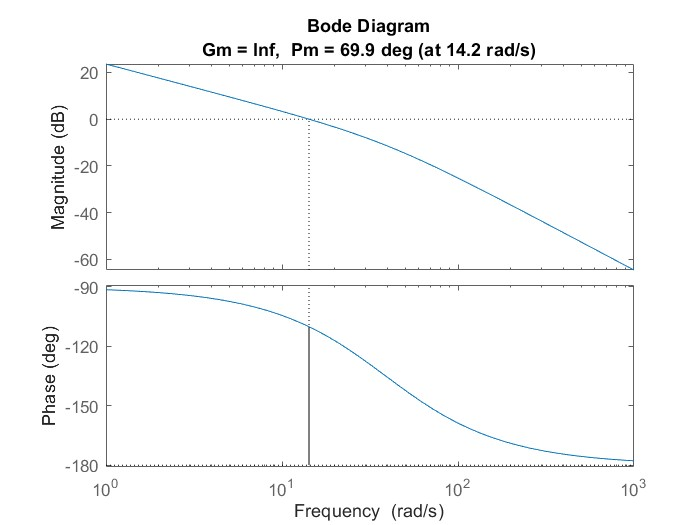 Bode Diagram
Gm = Inf,  Pm = 69.9 deg (at 14.2 rad/s)
20
0
-20
-40
-60
Magnitude (dB)
-90
-120
-150
-180
Phase (deg)
10^0
10^1
10^2
10^3
Frequency  (rad/s)